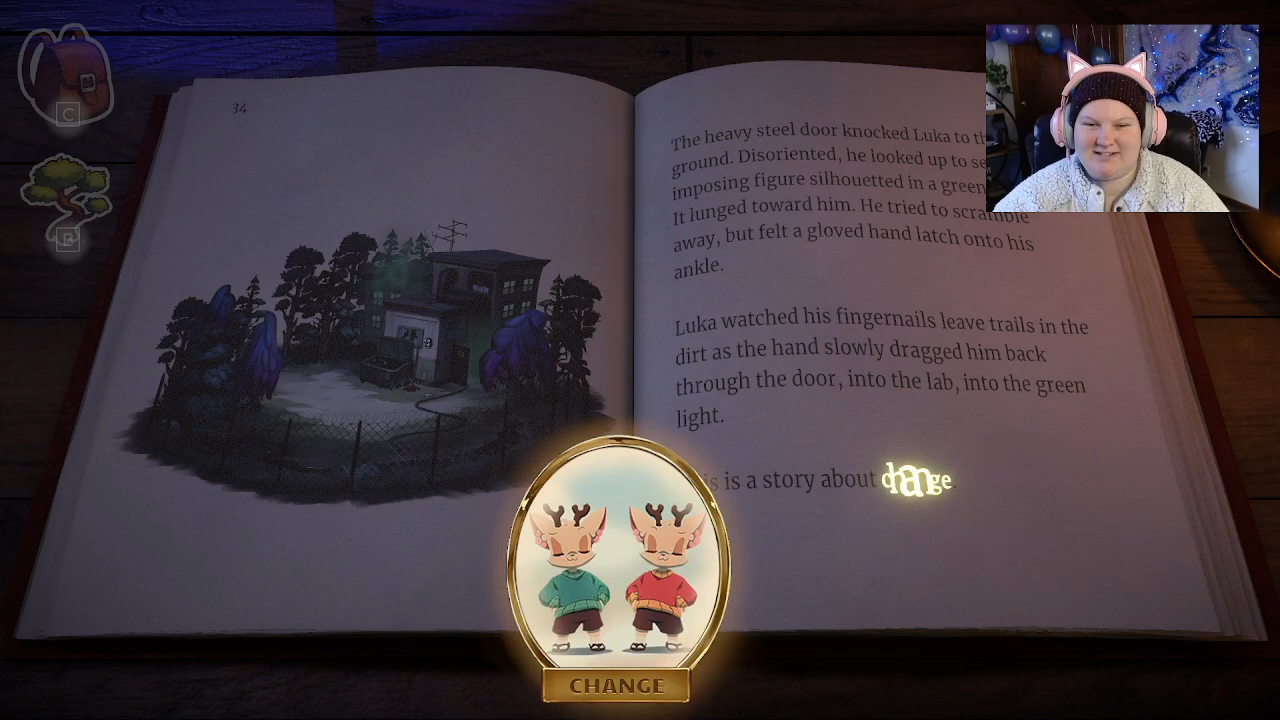 C
B
34
The heavy steel door knocked Luka to
ground. Disoriented, he looked up to
imposing figure silhouetted in a green
It lunged toward him. He tried to scramble
away, but felt a gloved hand latch onto his
ankle.
Luka watched his fingernails leave trails in the
dirt as the hand slowly dragged him back
through the door, into the lab, into the green
light.
is a story about change.
CHANGE